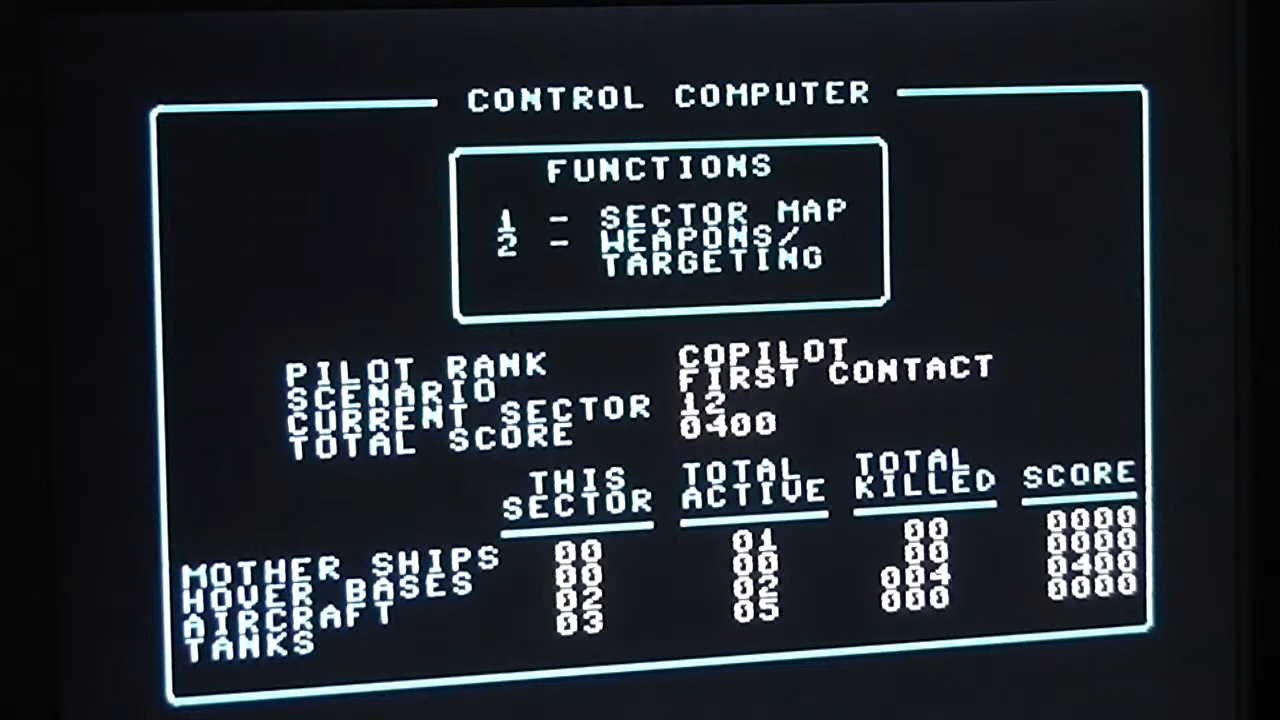 CONTROL COMPUTER
FUNCTIONS
1 - SECTOR MAP
2 - WEAPONS/
TARGETING
PILOT RANK COPILOT
SCENARIO FIRST CONTACT
CURRENT SECTOR 12
TOTAL SCORE 0400
THIS TOTAL TOTAL
SECTOR ACTIVE KILLED SCORE
MOTHER SHIPS 00 01 00 0000
HOVER BASES 00 00 00 0000
AIRCRAFT 02 02 004 0400
TANKS 03 05 000 0000